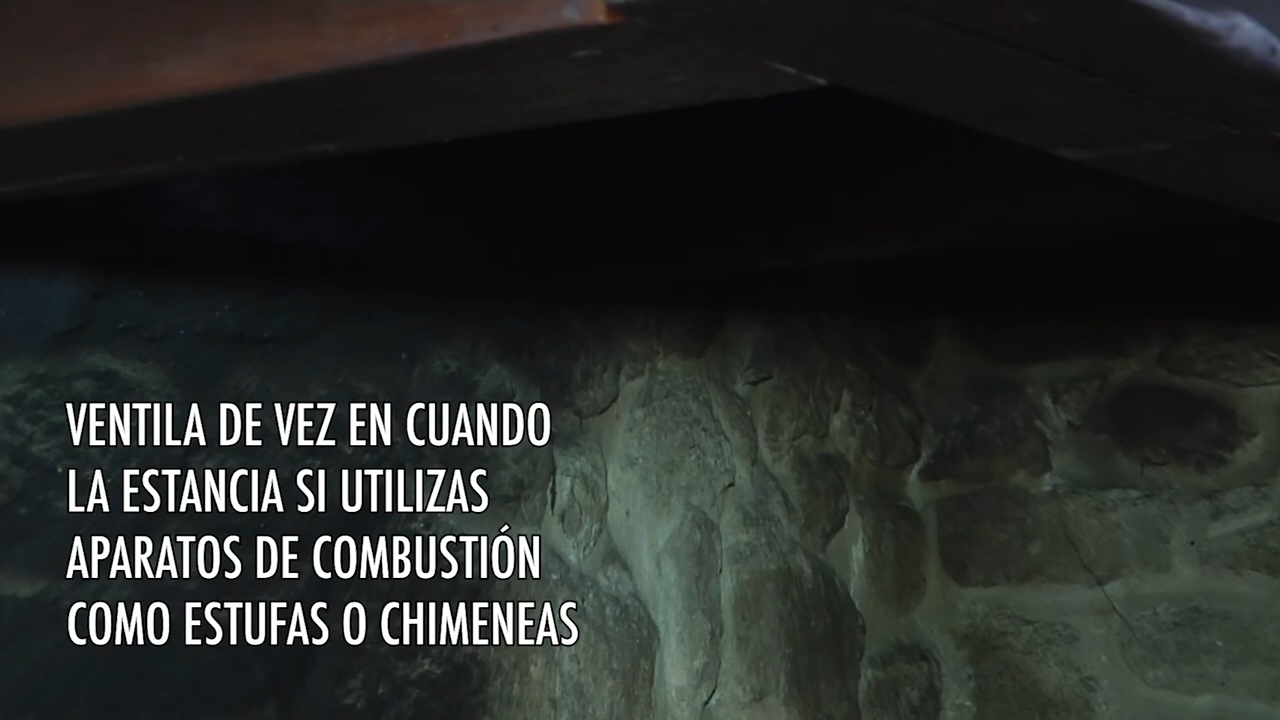 VENTILA DE VEZ EN CUANDO
LA ESTANCIA SI UTILIZAS
APARATOS DE COMBUSTIÓN
COMO ESTUFAS O CHIMENEAS